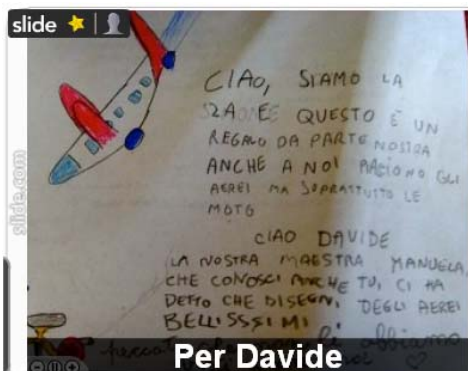 slide
slide.com
CIAO, SIAMO LA
E QUESTO È UN
REGALO DA PARTE NOSTRA
ANCHE A NOI PIACIONO GLI
AEREI MA SOPRATTUTTO LE
MOTO
CIAO DAVIDE
LA NOSTRA MAESTRA MANUELA
CHE CONOSCI ANCHE TU, CI HA
DETTO CHE DISEGNI DEGLI AEREI
BELLISSSIMI
abbiamo
Per Davide